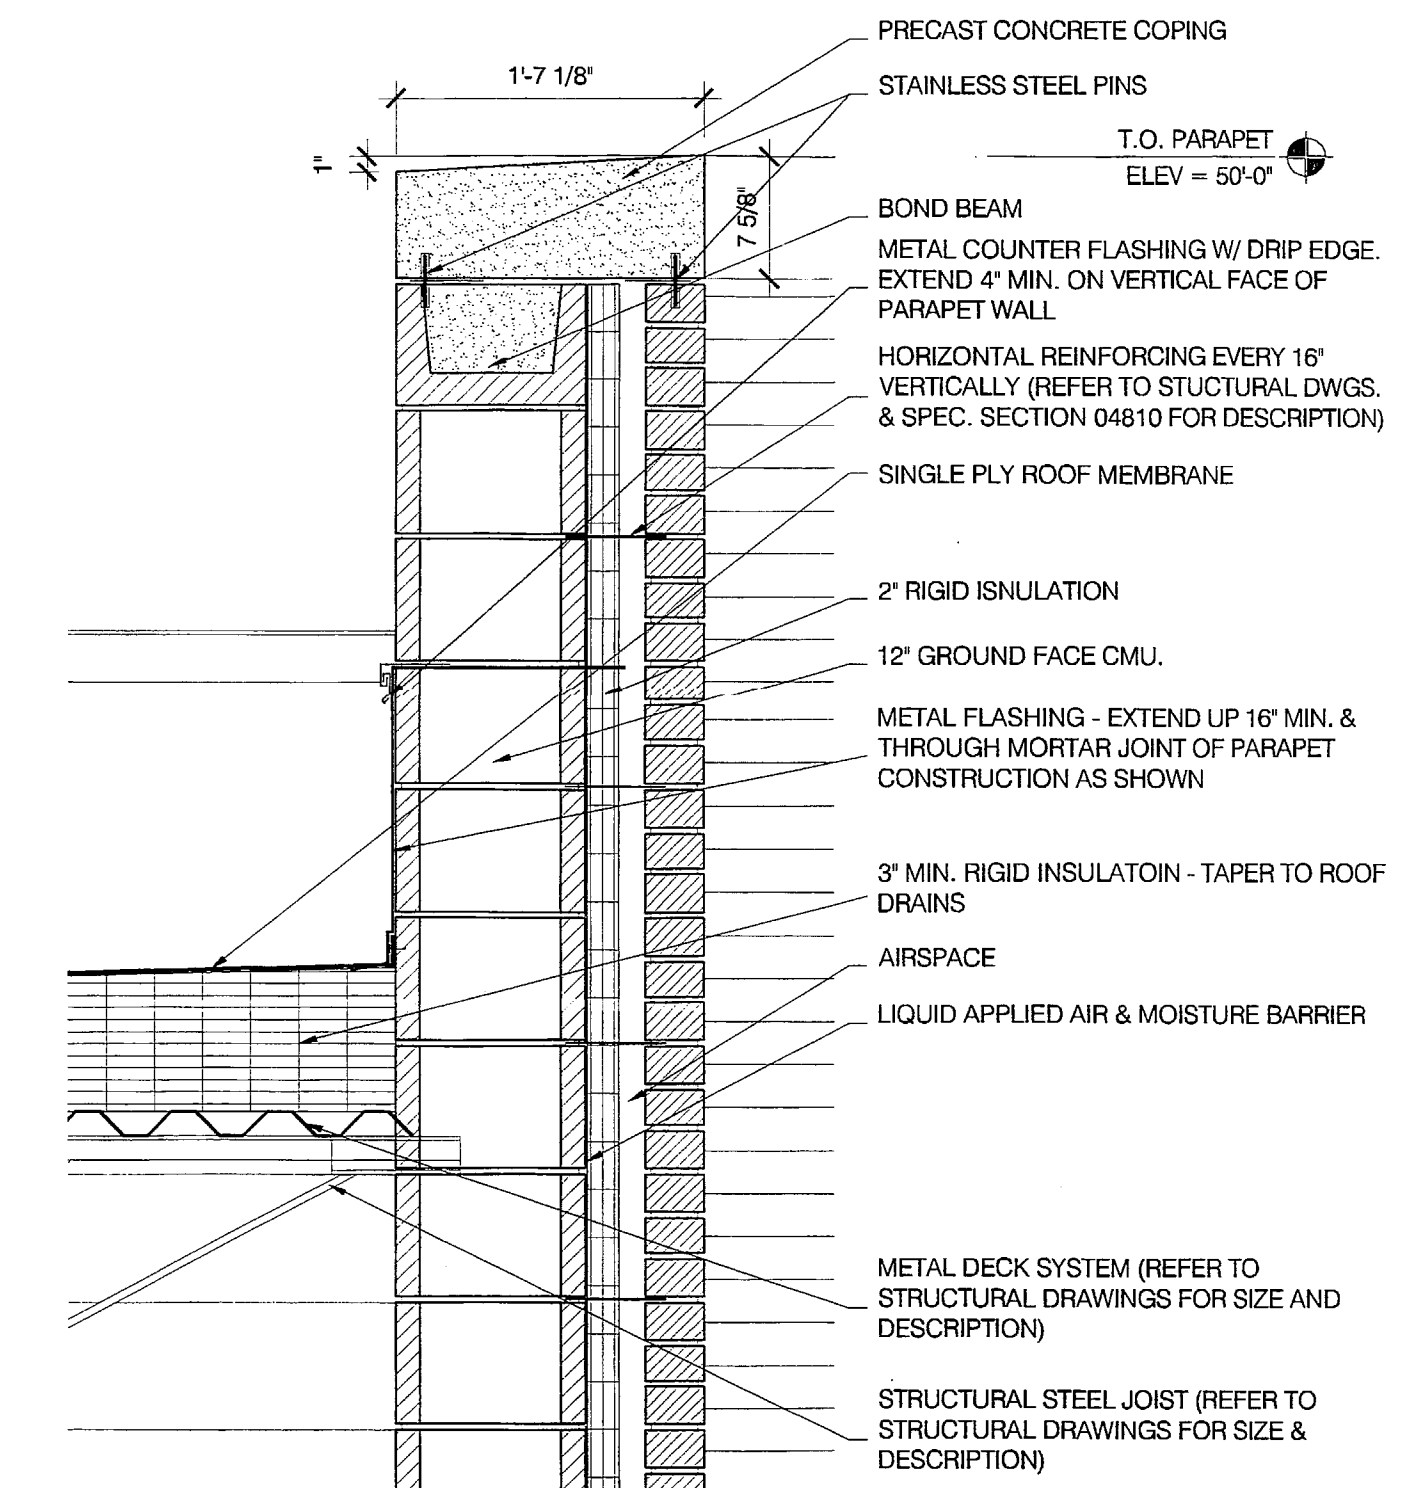 PRECAST CONCRETE COPING
1'-7 1/8"
STAINLESS STEEL PINS
T.O. PARAPET
1"
ELEV = 50'-0"
7 5/8"
BOND BEAM
METAL COUNTER FLASHING W/ DRIP EDGE.
EXTEND 4" MIN. ON VERTICAL FACE OF
PARAPET WALL
HORIZONTAL REINFORCING EVERY 16"
VERTICALLY (REFER TO STUCTURAL DWGS.
& SPEC. SECTION 04810 FOR DESCRIPTION)
SINGLE PLY ROOF MEMBRANE
2" RIGID ISNULATION
12" GROUND FACE CMU.
METAL FLASHING - EXTEND UP 16" MIN. &
THROUGH MORTAR JOINT OF PARAPET
CONSTRUCTION AS SHOWN
3" MIN. RIGID INSULATOIN - TAPER TO ROOF
DRAINS
AIRSPACE
LIQUID APPLIED AIR & MOISTURE BARRIER
METAL DECK SYSTEM (REFER TO
STRUCTURAL DRAWINGS FOR SIZE AND
DESCRIPTION)
STRUCTURAL STEEL JOIST (REFER TO
STRUCTURAL DRAWINGS FOR SIZE &
DESCRIPTION)